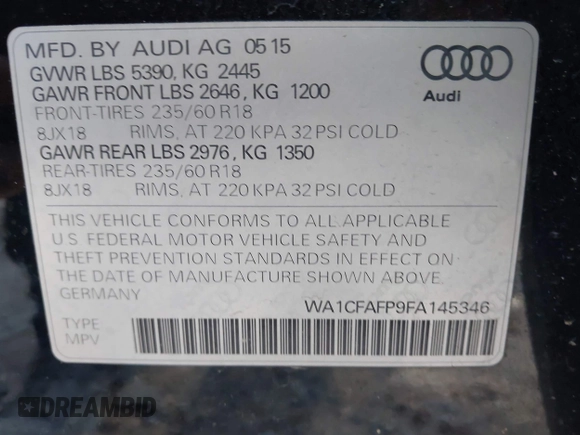 MFD. BY AUDI AG 05 15
GVWR LBS 5390, KG 2445
GAWR FRONT LBS 2646, KG 1200
FRONT-TIRES 235/60 R18
8JX18 RIMS, AT 220 KPA 32 PSI COLD
GAWR REAR LBS 2976, KG 1350
REAR-TIRES 235/60 R18
8JX18 RIMS, AT 220 KPA 32 PSI COLD
Audi
THIS VEHICLE CONFORMS TO ALL APPLICABLE
U.S. FEDERAL MOTOR VEHICLE SAFETY AND
THEFT PREVENTION STANDARDS IN EFFECT ON
THE DATE OF MANUFACTURE SHOWN ABOVE.
GERMANY
WA1CFAFP9FA145346
TYPE
MPV
DREAMBID